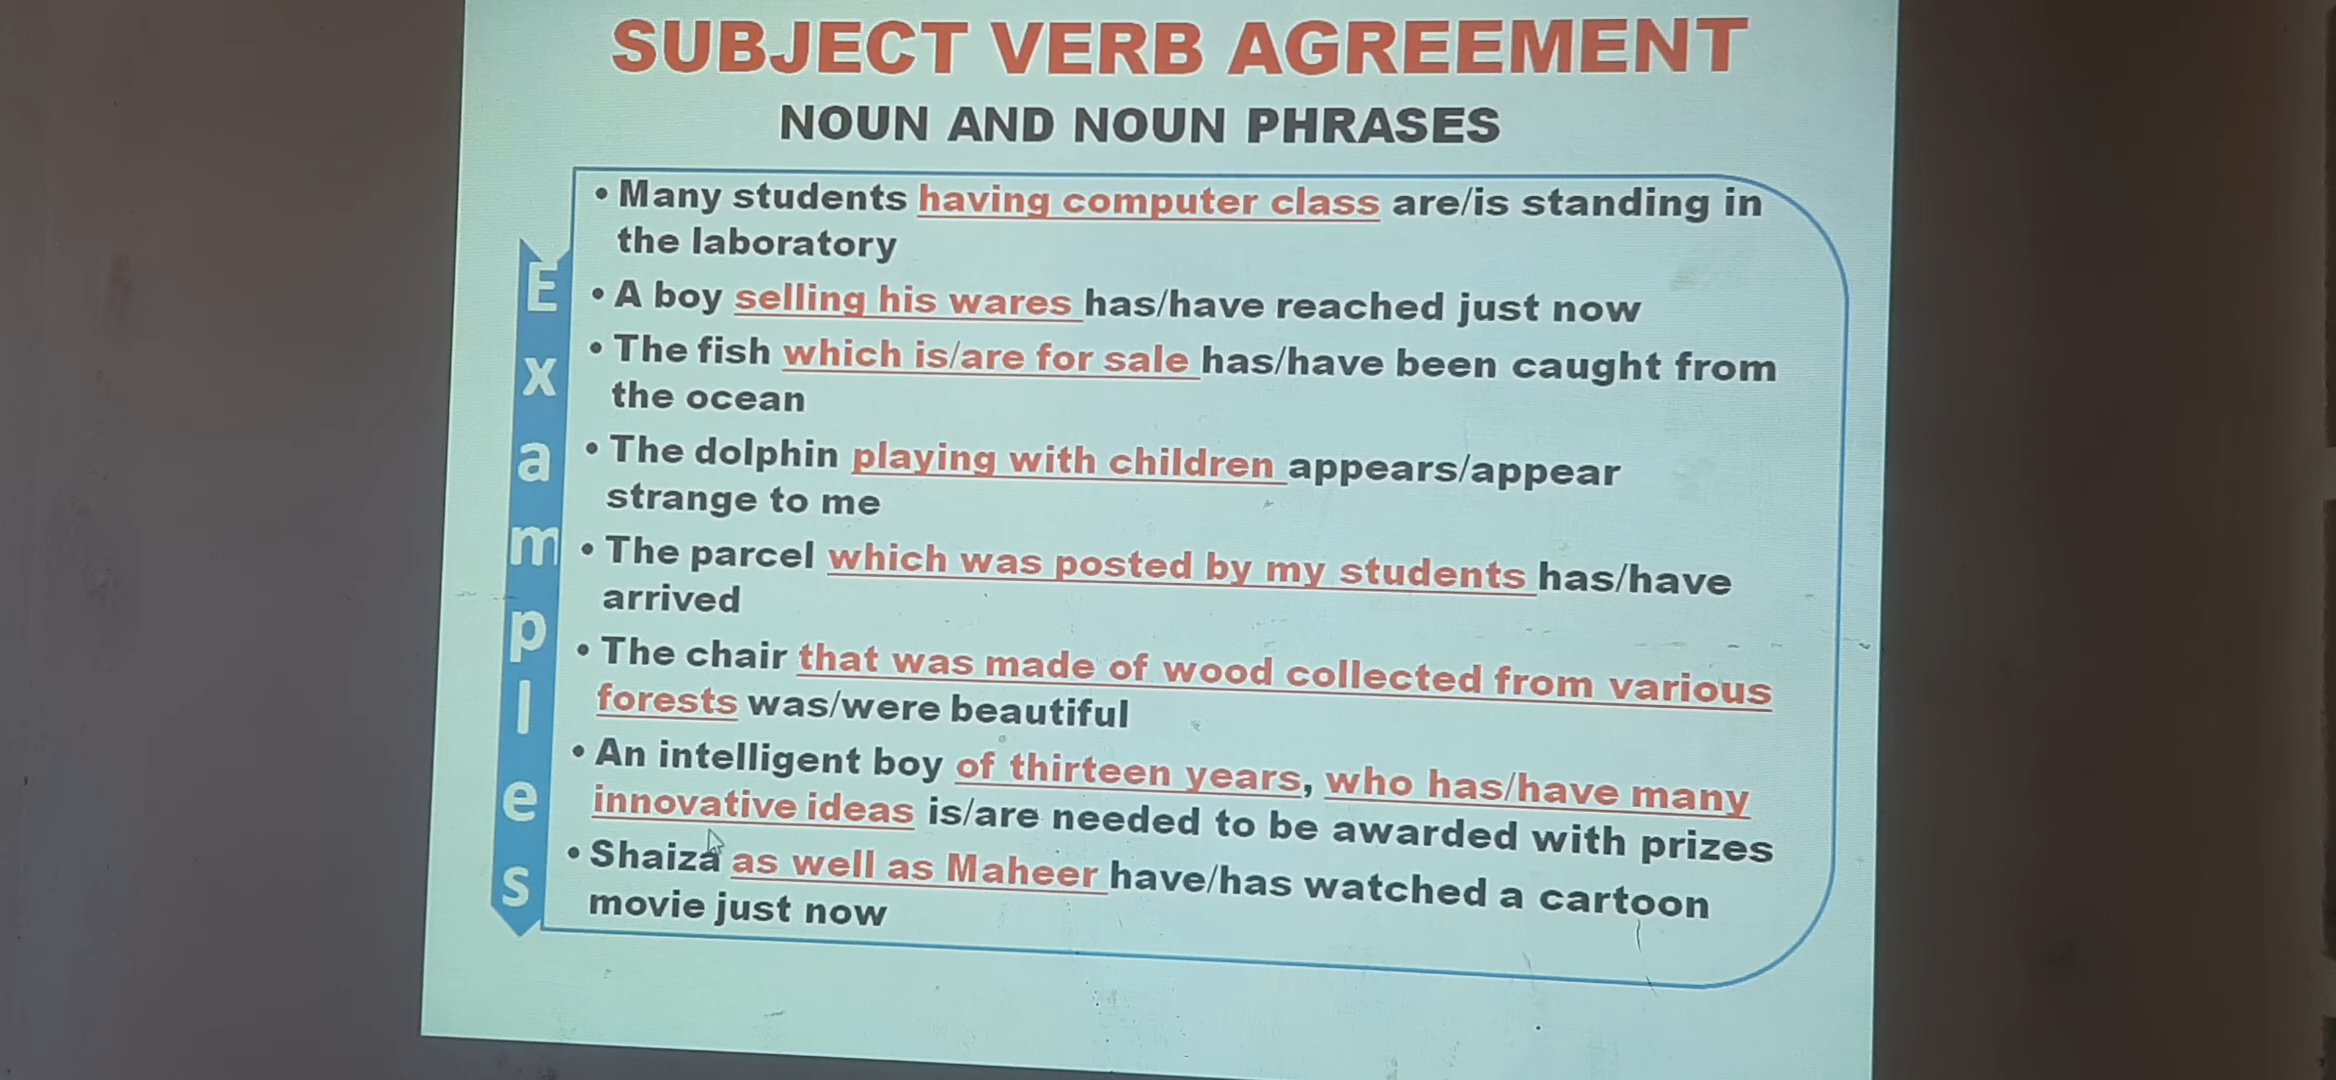 SUBJECT VERB AGREEMENT
NOUN AND NOUN PHRASES
Examples
• Many students having computer class are/is standing in
the laboratory
• A boy selling his wares has/have reached just now
• The fish which is/are for sale has/have been caught from
the ocean
• The dolphin playing with children appears/appear
strange to me
• The parcel which was posted by my students has/have
arrived
• The chair that was made of wood collected from various
forests was/were beautiful
• An intelligent boy of thirteen years, who has/have many
innovative ideas is/are needed to be awarded with prizes
• Shaiza as well as Maheer have/has watched a cartoon
movie just now